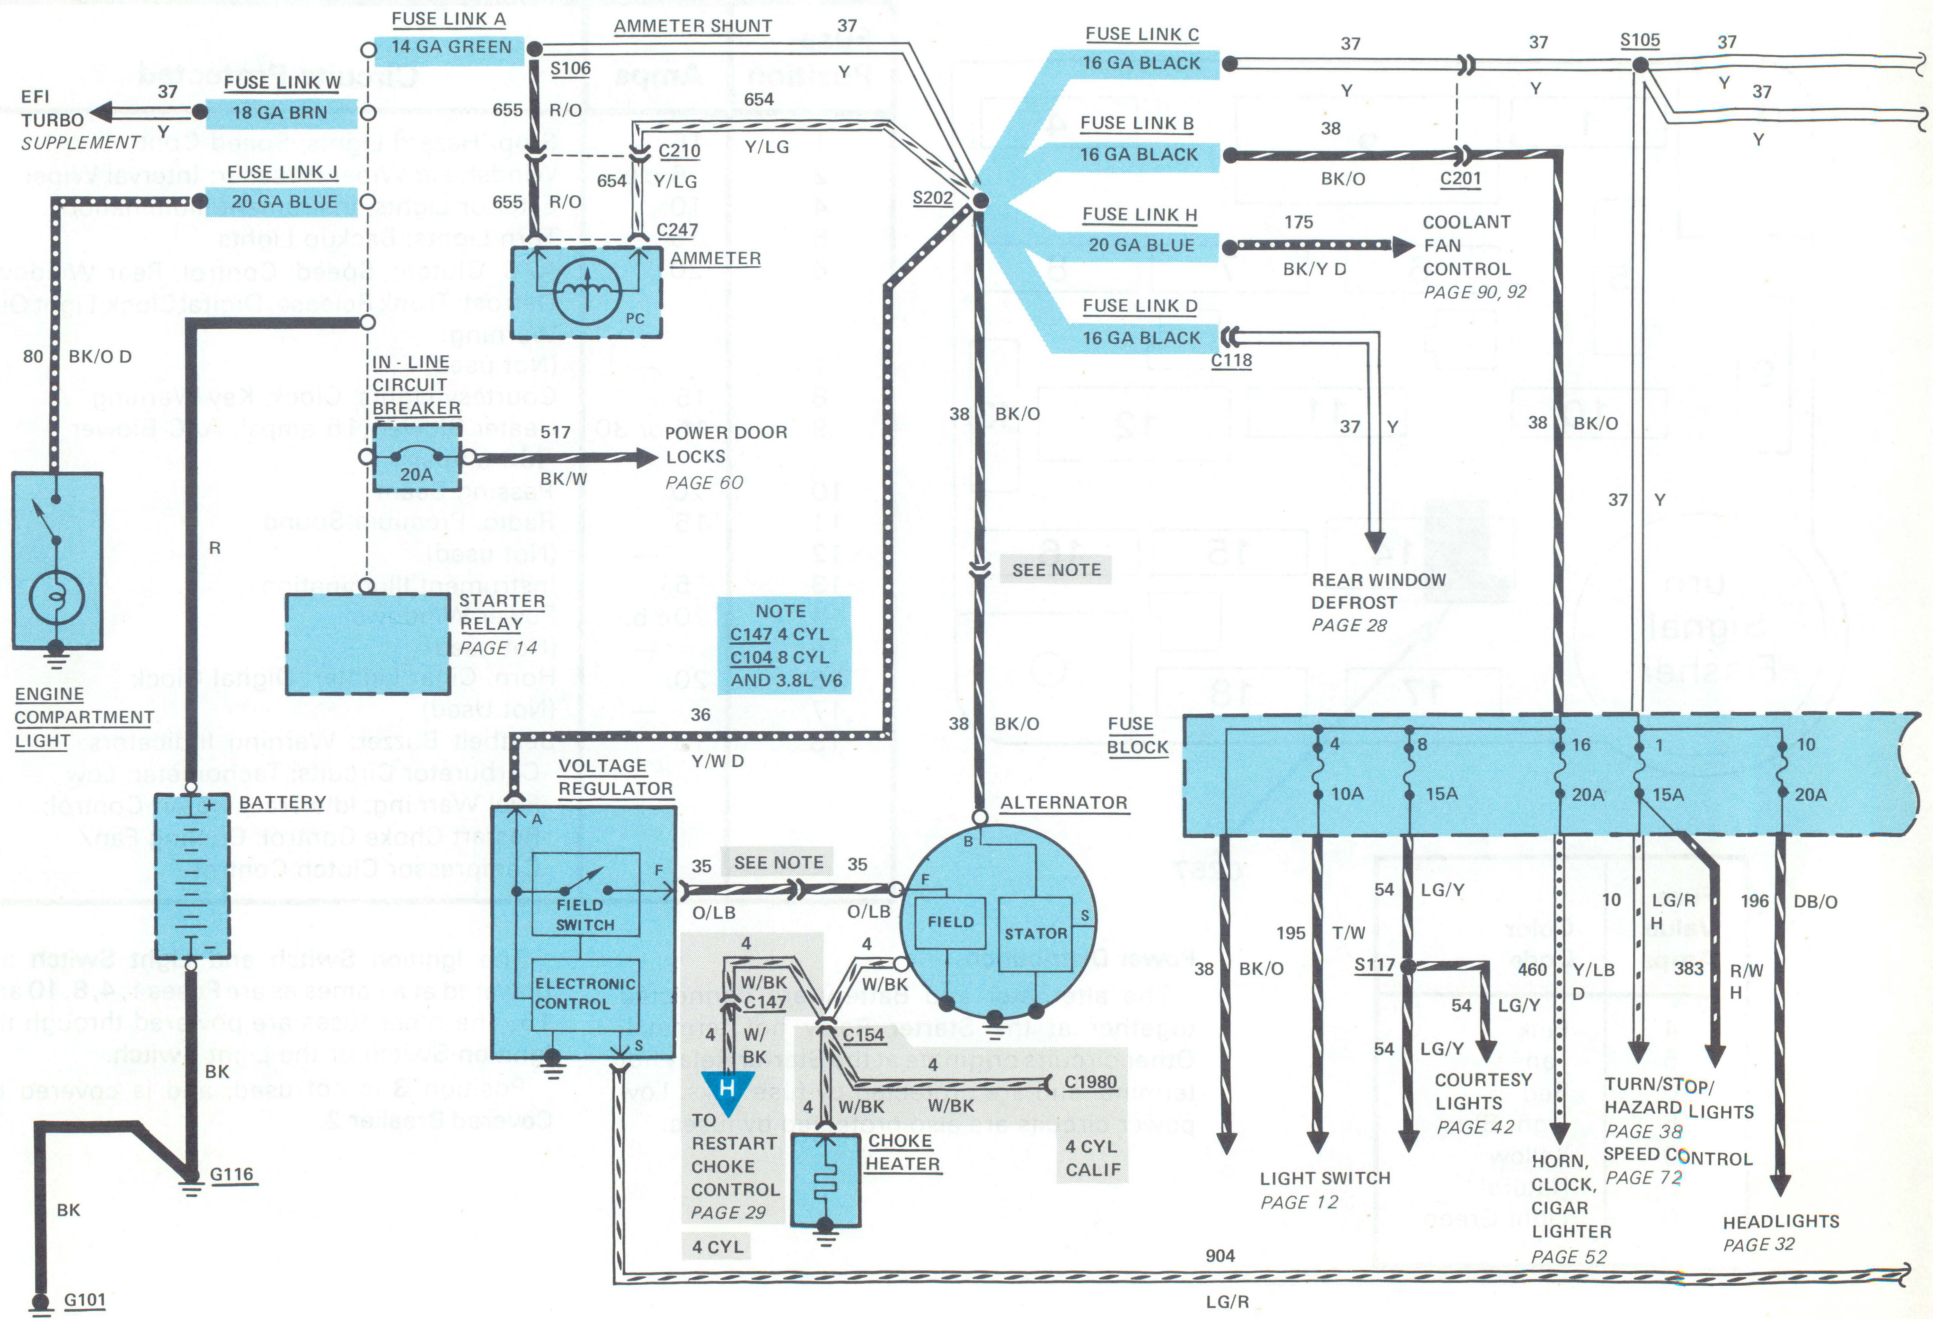 FUSE LINK A
14 GA GREEN
S106
AMMETER SHUNT
37
Y
FUSE LINK W
18 GA BRN
37
Y
EFI
TURBO
SUPPLEMENT
FUSE LINK J
20 GA BLUE
655
R/O
655
R/O
654
Y/LG
C210
654
Y/LG
C247
AMMETER
PC
S202
FUSE LINK C
16 GA BLACK
37
Y
37
Y
S105
37
Y
37
Y
FUSE LINK B
16 GA BLACK
38
BK/O
C201
FUSE LINK H
20 GA BLUE
175
BK/Y D
COOLANT
FAN
CONTROL
PAGE 90, 92
FUSE LINK D
16 GA BLACK
C118
37
Y
REAR WINDOW
DEFROST
PAGE 28
38
BK/O
37
Y
38
BK/O
SEE NOTE
38
BK/O
80
BK/O D
ENGINE
COMPARTMENT
LIGHT
R
IN - LINE
CIRCUIT
BREAKER
20A
517
BK/W
POWER DOOR
LOCKS
PAGE 60
STARTER
RELAY
PAGE 14
NOTE
C147 4 CYL
C104 8 CYL
AND 3.8L V6
36
Y/W D
VOLTAGE
REGULATOR
A
F
FIELD
SWITCH
ELECTRONIC
CONTROL
S
BATTERY
-
BK
G116
BK
G101
35
SEE NOTE
35
O/LB
O/LB
ALTERNATOR
B
F
FIELD
STATOR
S
4
W/BK
C147
4
W/
BK
4
W/BK
H
TO
RESTART
CHOKE
CONTROL
PAGE 29
4 CYL
C154
4
W/BK
C1980
4
W/BK
CHOKE
HEATER
4 CYL
CALIF
FUSE
BLOCK
4
10A
8
15A
16
20A
1
15A
10
20A
38
BK/O
195
T/W
LIGHT SWITCH
PAGE 12
54
LG/Y
S117
54
LG/Y
54
LG/Y
COURTESY
LIGHTS
PAGE 42
460
Y/LB
D
HORN,
CLOCK,
CIGAR
LIGHTER
PAGE 52
10
LG/R
H
383
R/W
H
TURN/STOP/
HAZARD LIGHTS
PAGE 38
SPEED CONTROL
PAGE 72
196
DB/O
HEADLIGHTS
PAGE 32
904
LG/R